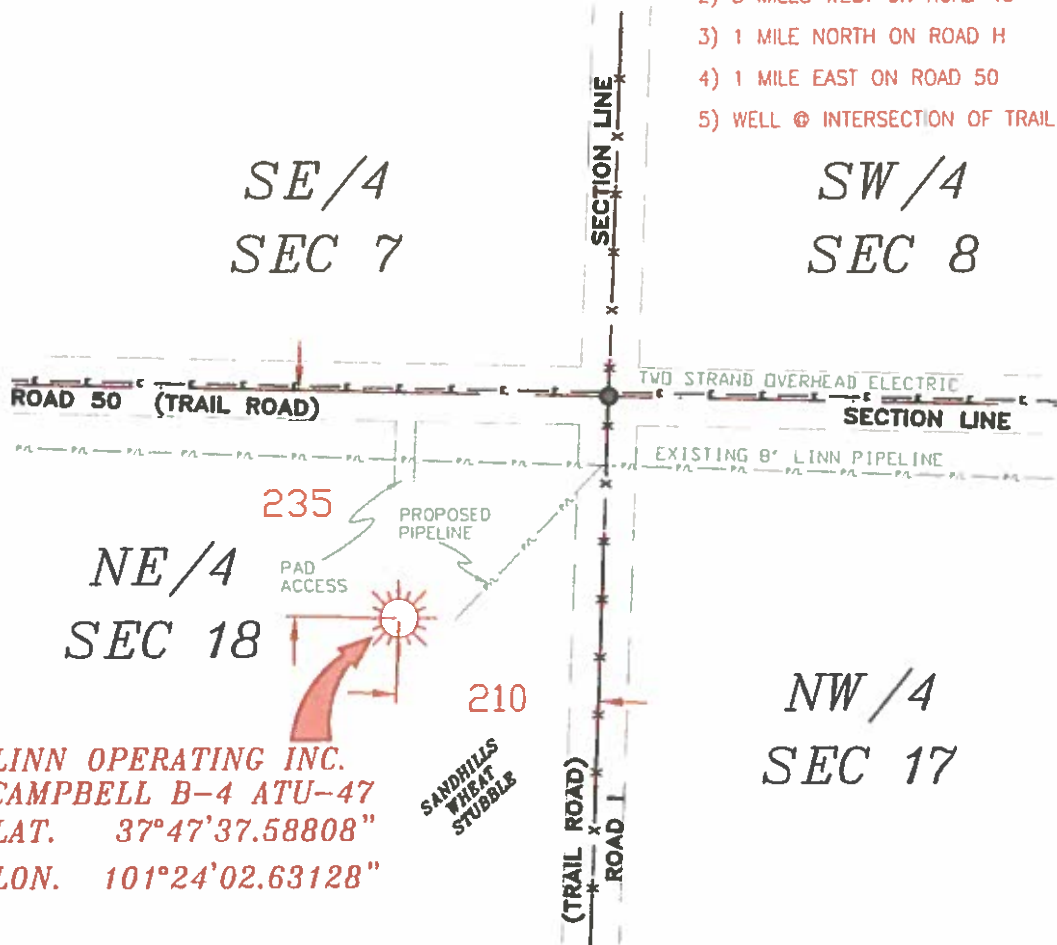 3) 1 MILE NORTH ON ROAD H
4) 1 MILE EAST ON ROAD 50
5) WELL @ INTERSECTION OF TRAIL
SE/4
SEC 7
SECTION LINE
SW/4
SEC 8
TWO STRAND OVERHEAD ELECTRIC
ROAD 50 (TRAIL ROAD)
SECTION LINE
EXISTING 8" LINN PIPELINE
235
PROPOSED
PIPELINE
PAD
ACCESS
NE/4
SEC 18
210
NW/4
SEC 17
SANDHILLS
WHEAT
STUBBLE
(TRAIL ROAD)
ROAD I
LINN OPERATING INC.
CAMPBELL B-4 ATU-47
LAT. 37°47'37.58808"
LON. 101°24'02.63128"